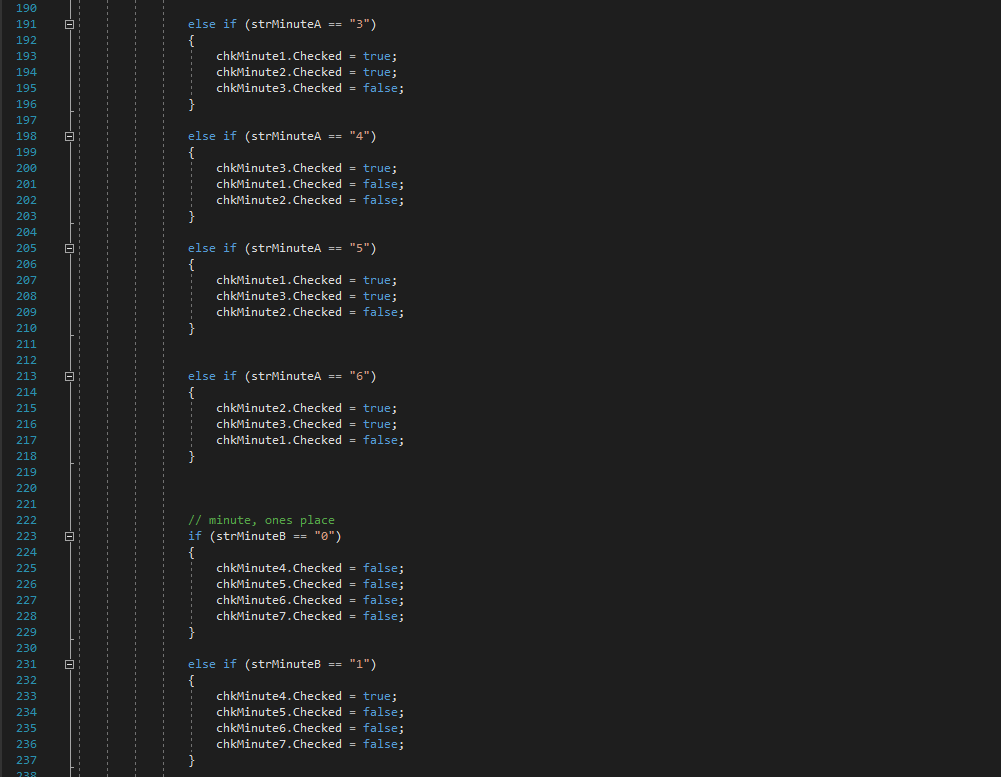 190
191 else if (strMinuteA == "3")
192 {
193 chkMinute1.Checked = true;
194 chkMinute2.Checked = true;
195 chkMinute3.Checked = false;
196 }
197
198 else if (strMinuteA == "4")
199 {
200 chkMinute3.Checked = true;
201 chkMinute1.Checked = false;
202 chkMinute2.Checked = false;
203 }
204
205 else if (strMinuteA == "5")
206 {
207 chkMinute1.Checked = true;
208 chkMinute3.Checked = true;
209 chkMinute2.Checked = false;
210 }
211
212
213 else if (strMinuteA == "6")
214 {
215 chkMinute2.Checked = true;
216 chkMinute3.Checked = true;
217 chkMinute1.Checked = false;
218 }
219
220
221
222 // minute, ones place
223 if (strMinuteB == "0")
224 {
225 chkMinute4.Checked = false;
226 chkMinute5.Checked = false;
227 chkMinute6.Checked = false;
228 chkMinute7.Checked = false;
229 }
230
231 else if (strMinuteB == "1")
232 {
233 chkMinute4.Checked = true;
234 chkMinute5.Checked = false;
235 chkMinute6.Checked = false;
236 chkMinute7.Checked = false;
237 }
238